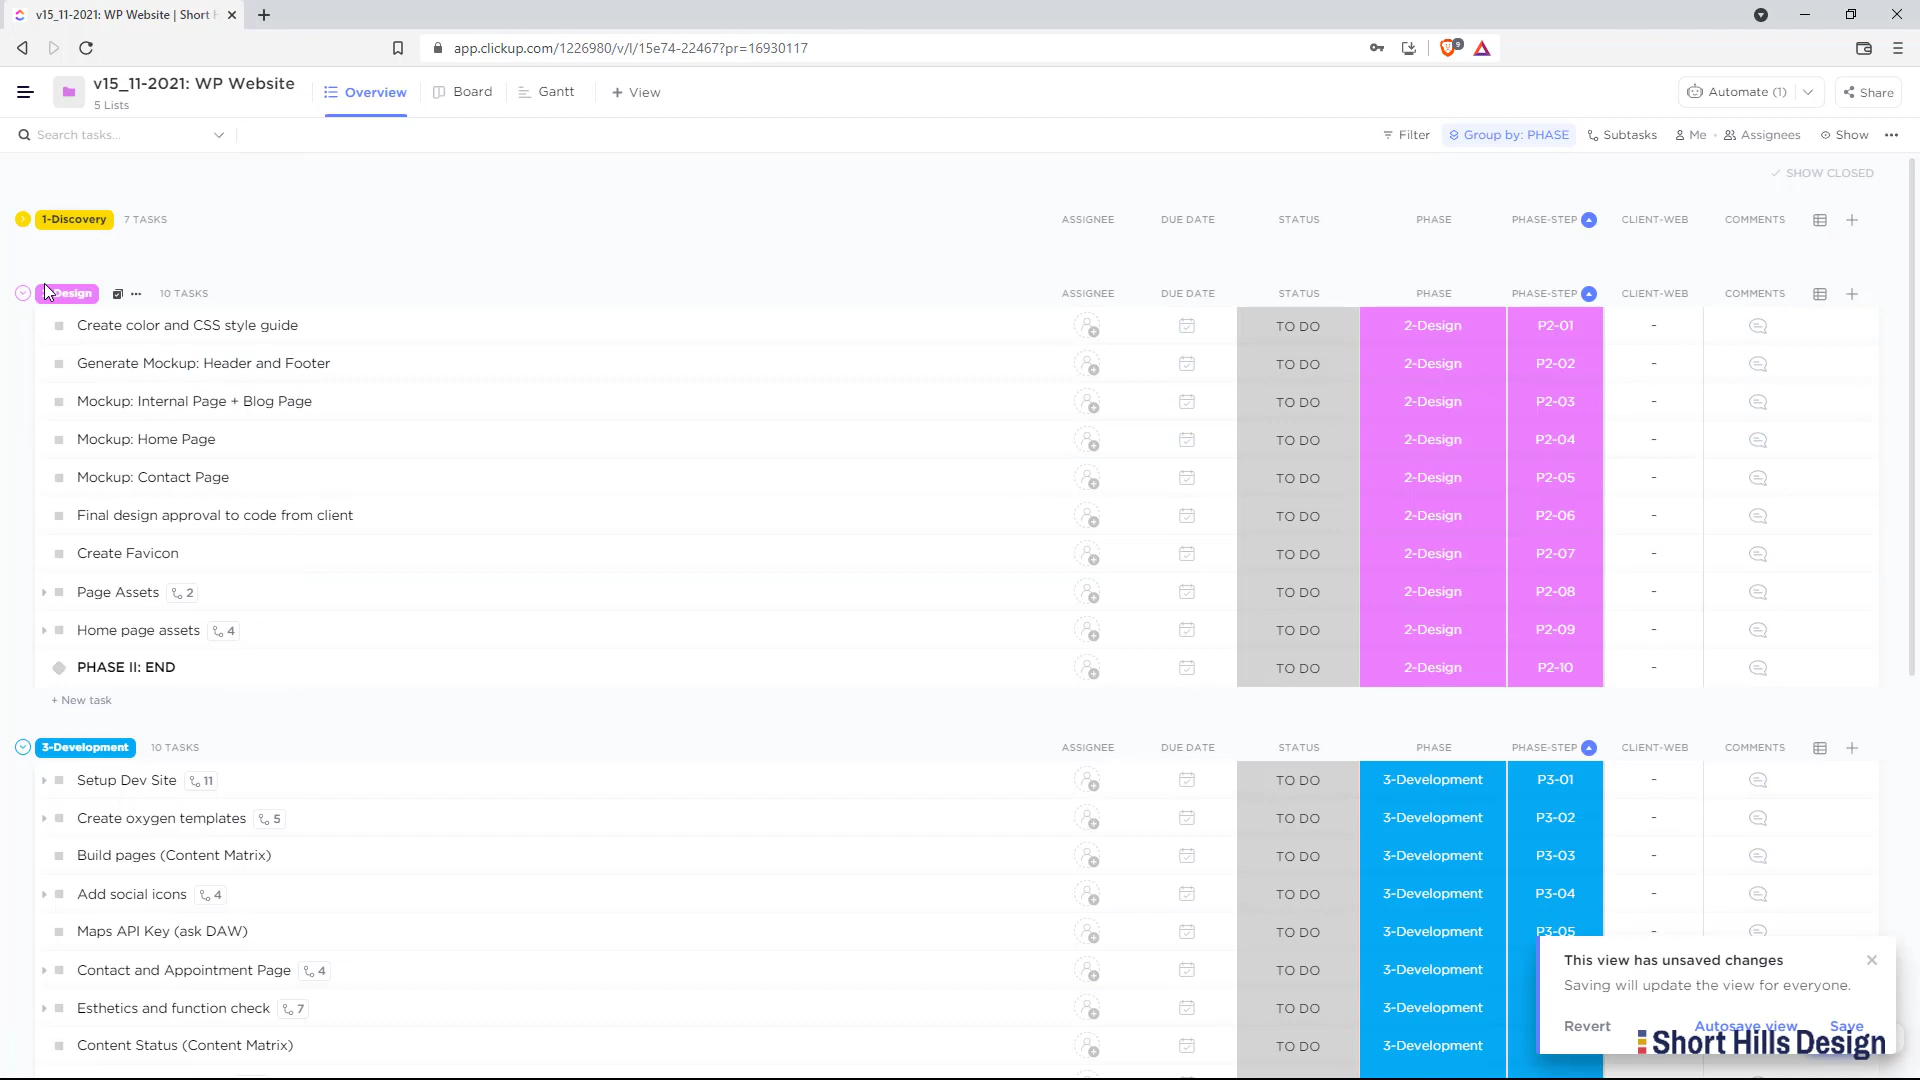 v15_11-2021: WP Website | Short H
app.clickup.com/1226980/v/l/15e74-22467?pr=16930117
9
v15_11-2021: WP Website
5 Lists
Overview
Board
Gantt
+ View
Automate (1)
Share
Search tasks...
Filter
Group by: PHASE
Subtasks
Me
Assignees
Show
SHOW CLOSED
1-Discovery 7 TASKS ASSIGNEE DUE DATE STATUS PHASE PHASE-STEP CLIENT-WEB COMMENTS
Design 10 TASKS ASSIGNEE DUE DATE STATUS PHASE PHASE-STEP CLIENT-WEB COMMENTS
Create color and CSS style guide TO DO 2-Design P2-01 -
Generate Mockup: Header and Footer TO DO 2-Design P2-02 -
Mockup: Internal Page + Blog Page TO DO 2-Design P2-03 -
Mockup: Home Page TO DO 2-Design P2-04 -
Mockup: Contact Page TO DO 2-Design P2-05 -
Final design approval to code from client TO DO 2-Design P2-06 -
Create Favicon TO DO 2-Design P2-07 -
Page Assets 2 TO DO 2-Design P2-08 -
Home page assets 4 TO DO 2-Design P2-09 -
PHASE II: END TO DO 2-Design P2-10 -
+ New task
3-Development 10 TASKS ASSIGNEE DUE DATE STATUS PHASE PHASE-STEP CLIENT-WEB COMMENTS
Setup Dev Site 11 TO DO 3-Development P3-01 -
Create oxygen templates 5 TO DO 3-Development P3-02 -
Build pages (Content Matrix) TO DO 3-Development P3-03 -
Add social icons 4 TO DO 3-Development P3-04 -
Maps API Key (ask DAW) TO DO 3-Development P3-05 -
Contact and Appointment Page 4 TO DO 3-Development
Esthetics and function check 7 TO DO 3-Development
Content Status (Content Matrix) TO DO 3-Development
This view has unsaved changes
Saving will update the view for everyone.
Revert Autosave view Save
Short Hills Design